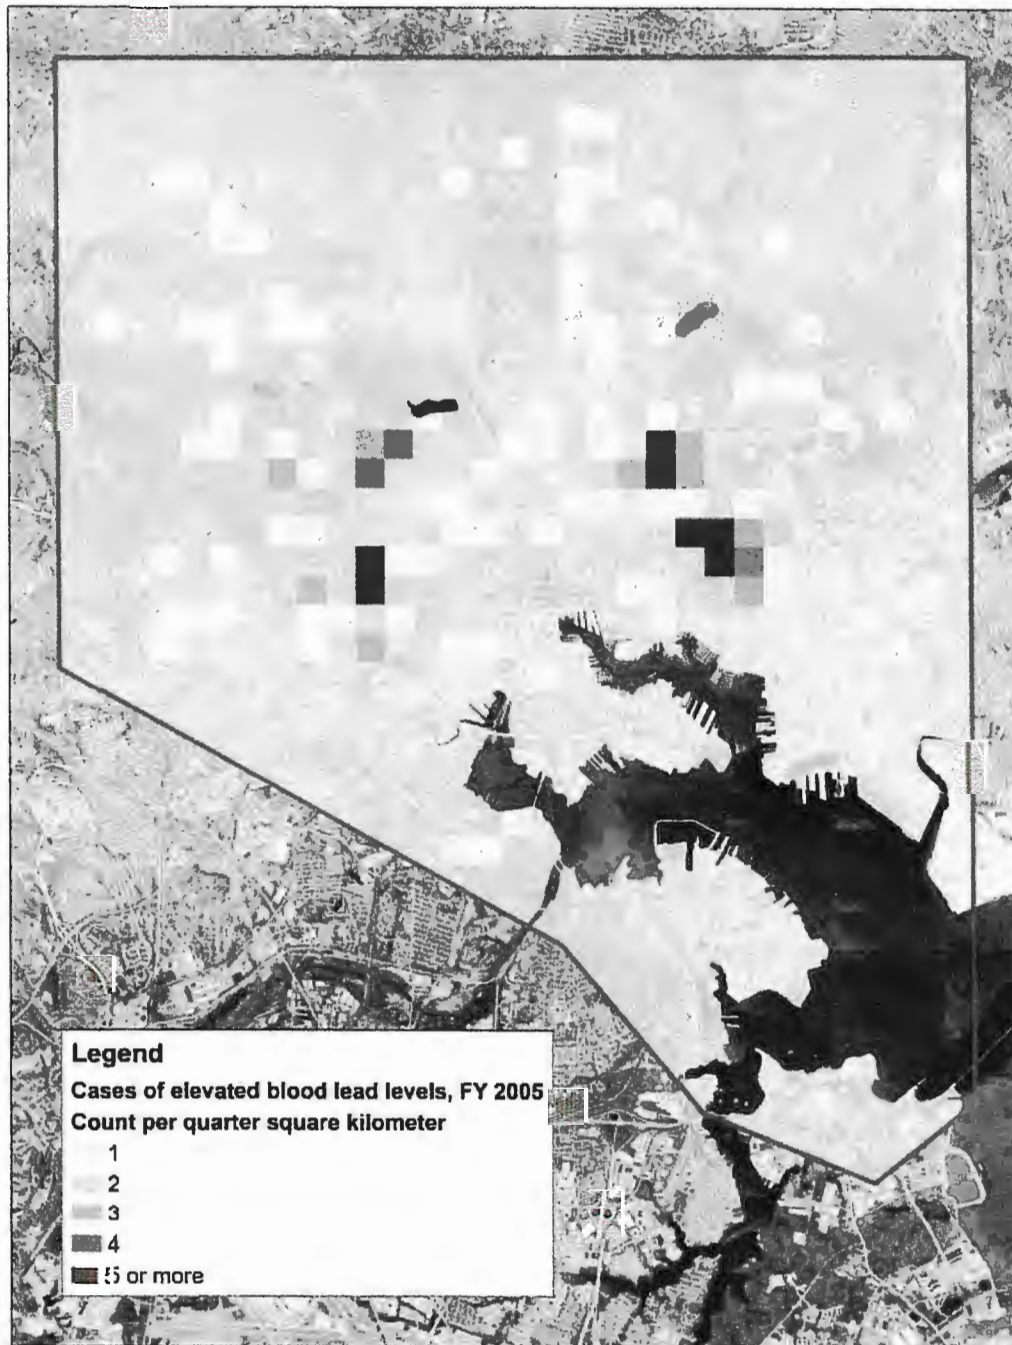 Legend
Cases of elevated blood lead levels, FY 2005
Count per quarter square kilometer
1
2
3
4
5 or more